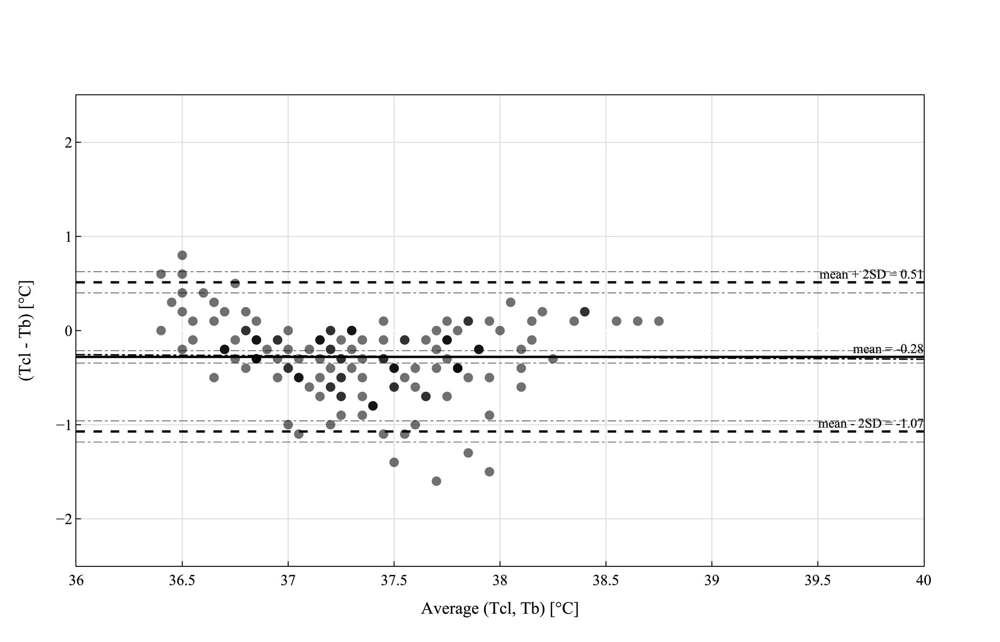 2
1
0
−1
−2
(Tcl - Tb) [°C]
mean + 2SD = 0.51
mean = -0.28
mean - 2SD = -1.07
36 36.5 37 37.5 38 38.5 39 39.5 40
Average (Tcl, Tb) [°C]